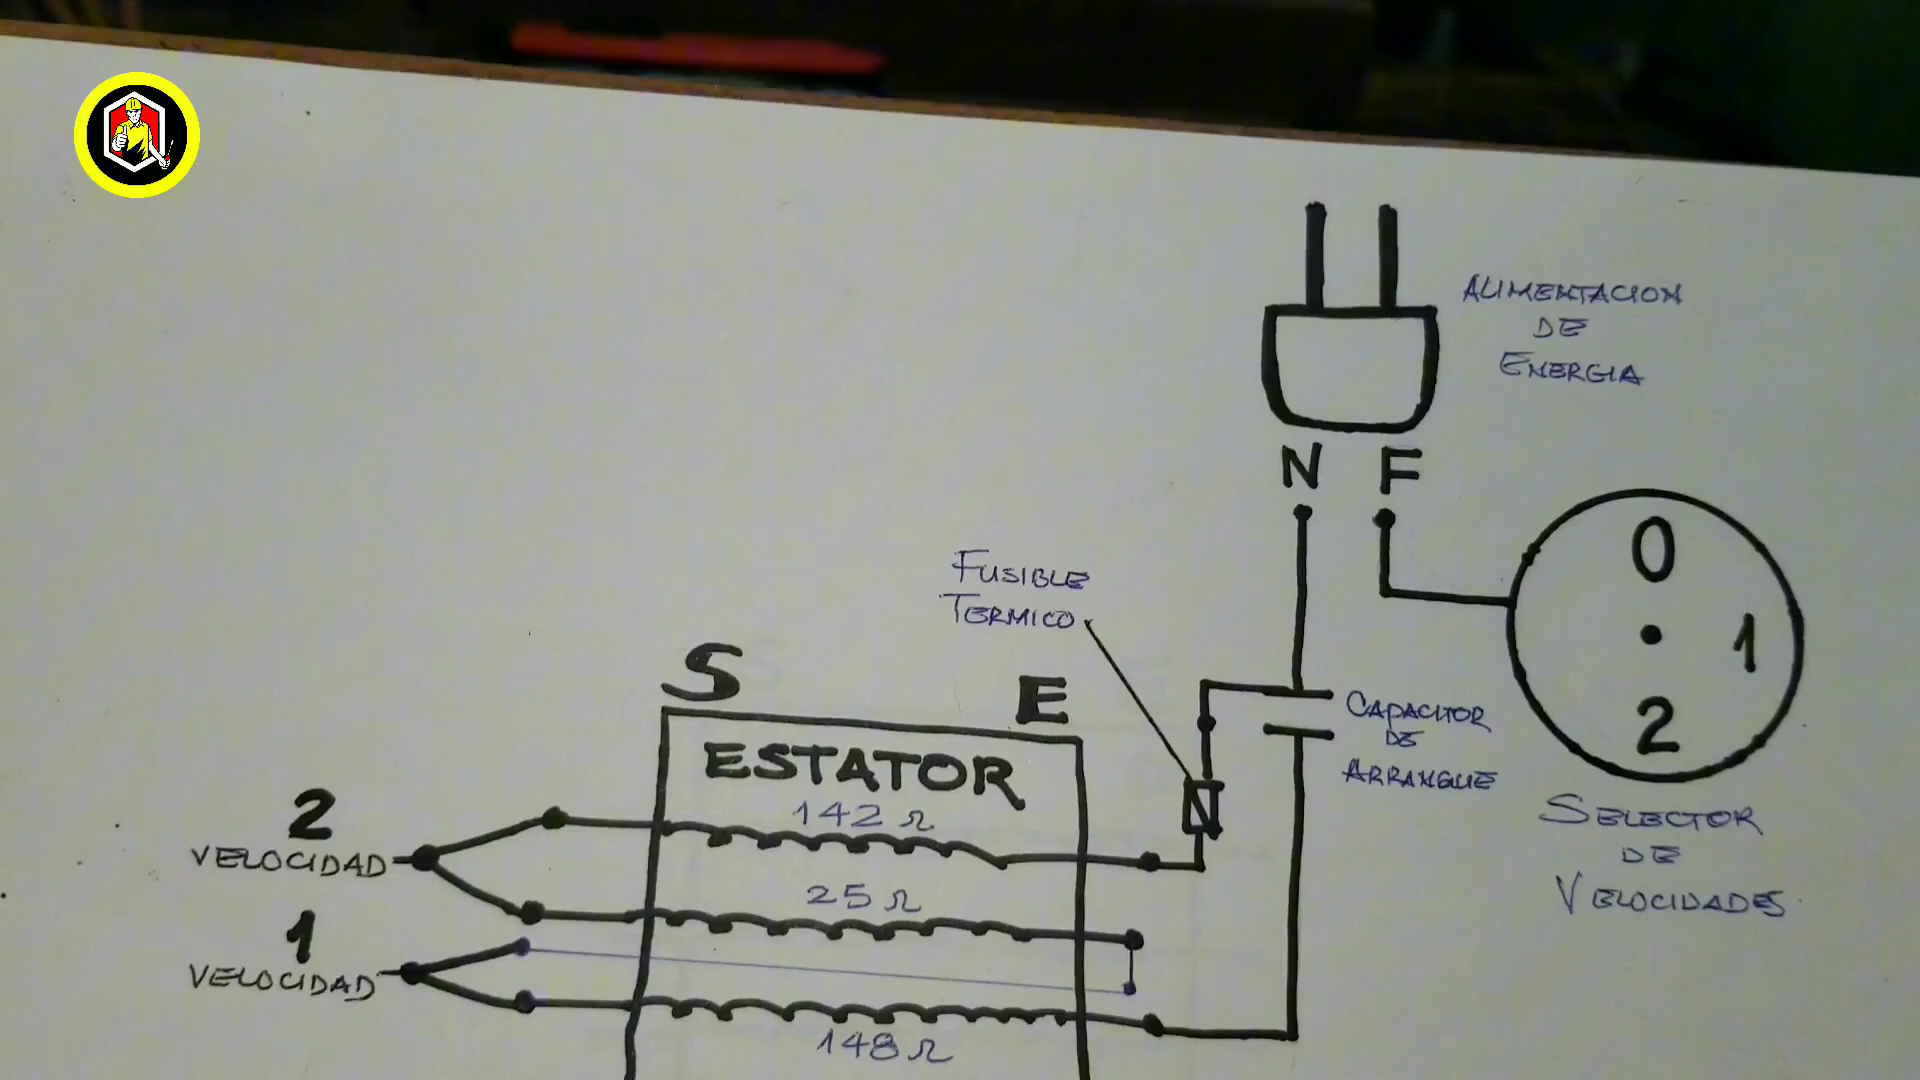 ALIMENTACION
DE
ENERGIA
N F
0
1
2
SELECTOR
DE
VELOCIDADES
FUSIBLE
TERMICO
CAPACITOR
DE
ARRANQUE
S E
ESTATOR
142 Ω
25 Ω
148 Ω
2
VELOCIDAD
1
VELOCIDAD